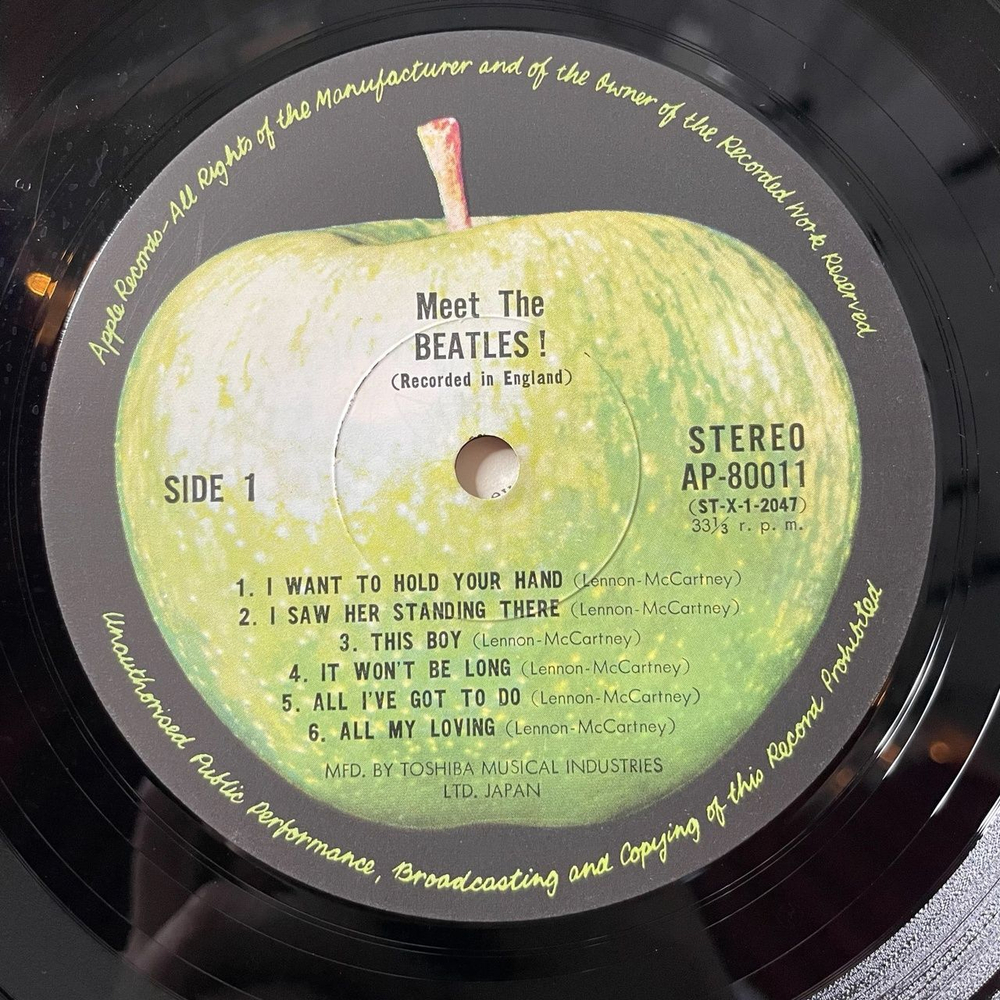 Apple Records–All Rights of the Manufacturer and of the Owner of the Recorded Work Reserved
Meet The
BEATLES!
(Recorded in England)
SIDE 1
STEREO
AP-80011
(ST-X-1-2047)
33⅓ r. p. m.
1. I WANT TO HOLD YOUR HAND (Lennon-McCartney)
2. I SAW HER STANDING THERE (Lennon-McCartney)
3. THIS BOY (Lennon-McCartney)
4. IT WON'T BE LONG (Lennon-McCartney)
5. ALL I'VE GOT TO DO (Lennon-McCartney)
6. ALL MY LOVING (Lennon-McCartney)
MFD. BY TOSHIBA MUSICAL INDUSTRIES
LTD. JAPAN
Unauthorised Public Performance, Broadcasting and Copying of this Record Prohibited